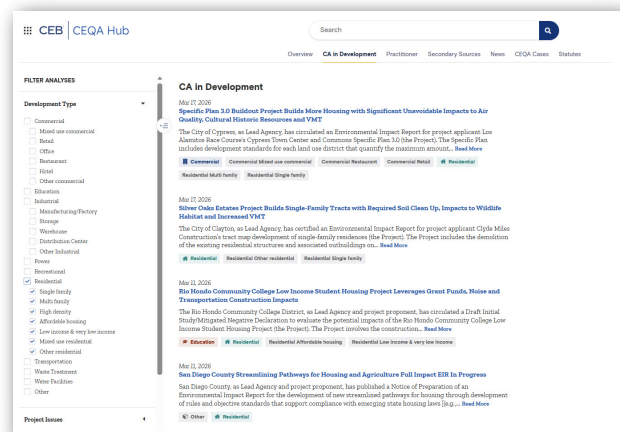 CEB CEQA Hub
Search
Overview CA in Development Practitioner Secondary Sources News CEQA Cases Statutes
FILTER ANALYSES
Development Type
Commercial
Mixed use commercial
Retail
Office
Restaurant
Hotel
Other commercial
Education
Industrial
Manufacturing/Factory
Storage
Warehouse
Distribution Center
Other Industrial
Power
Recreational
Residential
Single family
Multi family
High density
Affordable housing
Low income & very low income
Mixed use residential
Other residential
Transportation
Waste Treatment
Water Facilities
Other
Project Issues
CA in Development
Mar 17, 2026
Specific Plan 3.0 Buildout Project Builds More Housing with Significant Unavoidable Impacts to Air
Quality, Cultural Historic Resources and VMT
The City of Cypress, as Lead Agency, has circulated an Environmental Impact Report for project applicant Los
Alamitos Race Course's Cypress Town Center and Commons Specific Plan 3.0 (the Project). The Specific Plan
includes development standards for each land use district that quantify the maximum amount... Read More
Commercial Commercial Mixed use commercial Commercial Restaurant Commercial Retail Residential
Residential Multi family Residential Single family
Mar 17, 2026
Silver Oaks Estates Project Builds Single-Family Tracts with Required Soil Clean Up, Impacts to Wildlife
Habitat and Increased VMT
The City of Clayton, as Lead Agency, has certified an Environmental Impact Report for project applicant Clyde Miles
Construction's tract map development of single-family residences (the Project). The Project includes the demolition
of the existing residential structures and associated outbuildings on... Read More
Residential Residential Other residential Residential Single family
Mar 11, 2026
Rio Hondo Community College Low Income Student Housing Project Leverages Grant Funds, Noise and
Transportation Construction Impacts
The Rio Hondo Community College District, as Lead Agency and project proponent, has circulated a Draft Initial
Study/Mitigated Negative Declaration to evaluate the potential impacts of the Rio Hondo Community College Low
Income Student Housing Project (the Project). The Project involves the construction... Read More
Education Residential Residential Affordable housing Residential Low income & very low income
Mar 11, 2026
San Diego County Streamlining Pathways for Housing and Agriculture Full Impact EIR In Progress
San Diego County, as Lead Agency and project proponent, has published a Notice of Preparation of an
Environmental Impact Report for the development of new streamlined pathways for housing through development
of rules and objective standards that support compliance with emerging state housing laws [e.g.,... Read More
Other Residential